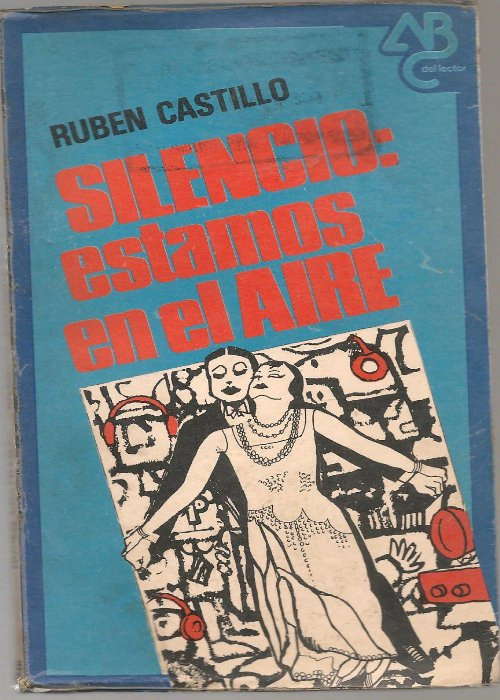 ABC
del lector
RUBEN CASTILLO
SILENCIO:
estamos
en el AIRE